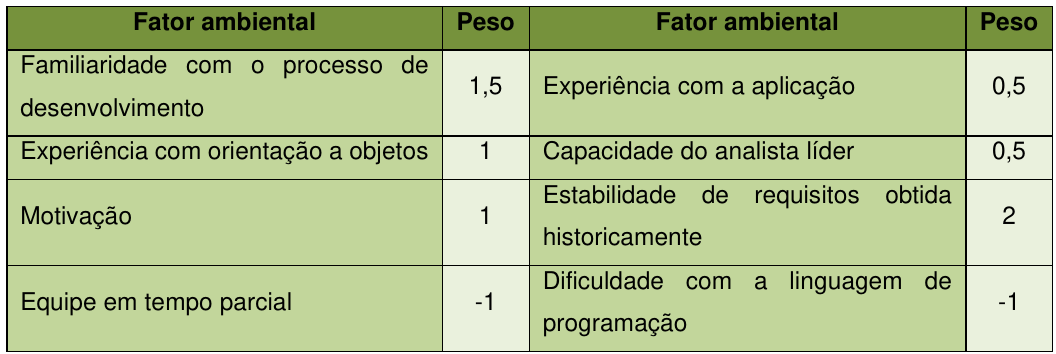 Fator ambiental Peso Fator ambiental Peso
Familiaridade com o processo de
desenvolvimento 1,5 Experiência com a aplicação 0,5
Experiência com orientação a objetos 1 Capacidade do analista líder 0,5
Motivação 1 Estabilidade de requisitos obtida
historicamente 2
Equipe em tempo parcial -1 Dificuldade com a linguagem de
programação -1